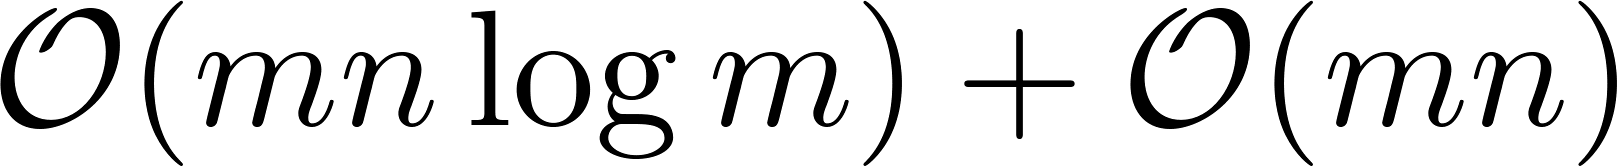 𝒪(mn log m) + 𝒪(mn)